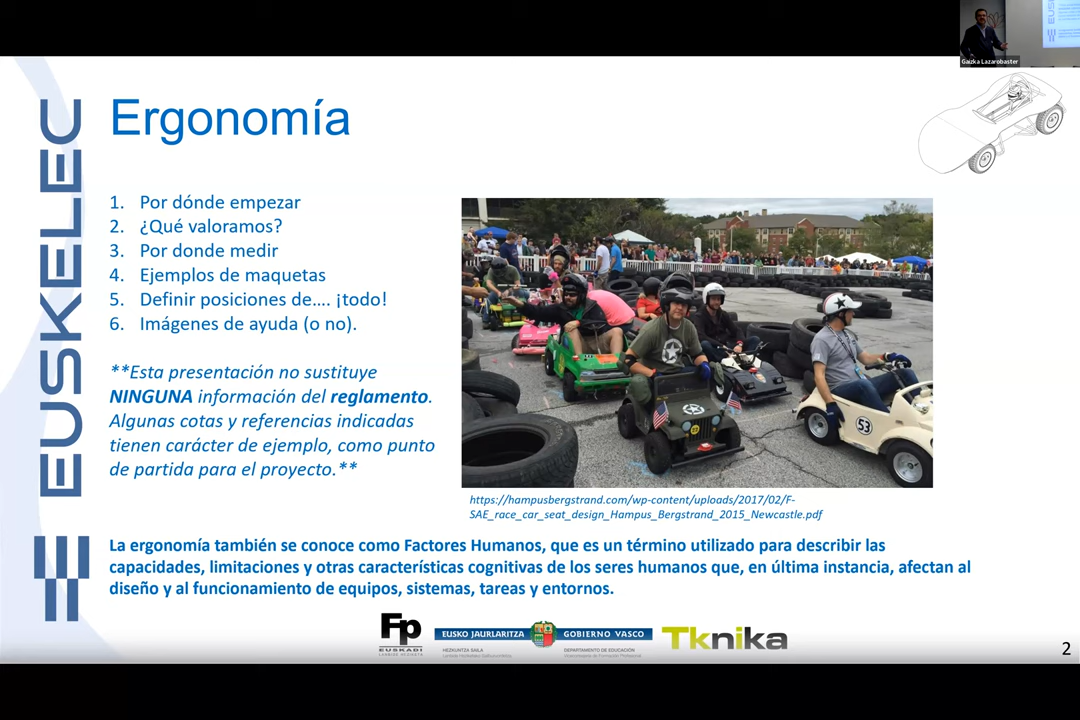 Gaizka Lazarobaster
EUSKELEC
Ergonomía
1. Por dónde empezar
2. ¿Qué valoramos?
3. Por donde medir
4. Ejemplos de maquetas
5. Definir posiciones de.... ¡todo!
6. Imágenes de ayuda (o no).
**Esta presentación no sustituye
NINGUNA información del reglamento.
Algunas cotas y referencias indicadas
tienen carácter de ejemplo, como punto
de partida para el proyecto.**
53
https://hampusbergstrand.com/wp-content/uploads/2017/02/F-
SAE_race_car_seat_design_Hampus_Bergstrand_2015_Newcastle.pdf
La ergonomía también se conoce como Factores Humanos, que es un término utilizado para describir las
capacidades, limitaciones y otras características cognitivas de los seres humanos que, en última instancia, afectan al
diseño y al funcionamiento de equipos, sistemas, tareas y entornos.
Fp
EUSKADI
LANBIDE HEZIKETA
EUSKO JAURLARITZA GOBIERNO VASCO
HEZKUNTZA SAILA
DEPARTAMENTO DE EDUCACION
Tknika
2